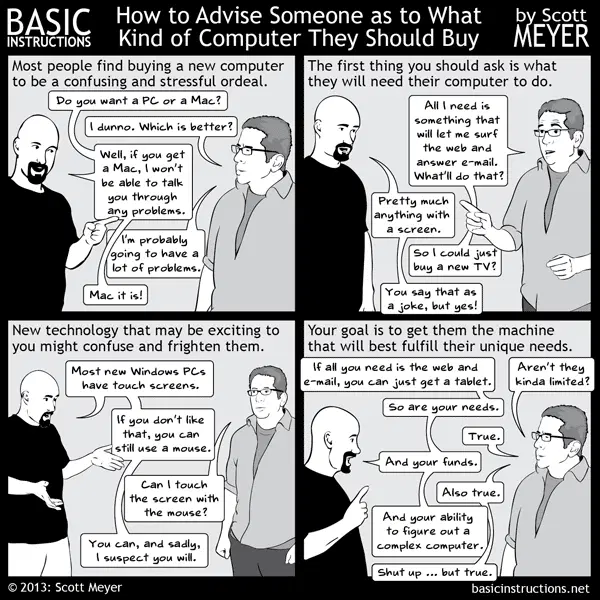 BASIC
INSTRUCTIONS
How to Advise Someone as to What
Kind of Computer They Should Buy
by Scott
MEYER
Most people find buying a new computer
to be a confusing and stressful ordeal.
Do you want a PC or a Mac?
I dunno. Which is better?
Well, if you get
a Mac, I won't
be able to talk
you through
any problems.
I'm probably
going to have a
lot of problems.
Mac it is!
The first thing you should ask is what
they will need their computer to do.
All I need is
something that
will let me surf
the web and
answer e-mail.
What'll do that?
Pretty much
anything with
a screen.
So I could just
buy a new TV?
You say that as
a joke, but yes!
New technology that may be exciting to
you might confuse and frighten them.
Most new Windows PCs
have touch screens.
If you don't like
that, you can
still use a mouse.
Can I touch
the screen with
the mouse?
You can, and sadly,
I suspect you will.
Your goal is to get them the machine
that will best fulfill their unique needs.
If all you need is the web and
e-mail, you can just get a tablet.
Aren't they
kinda limited?
So are your needs.
True.
And your funds.
Also true.
And your ability
to figure out a
complex computer.
Shut up ... but true.
© 2013: Scott Meyer
basicinstructions.net